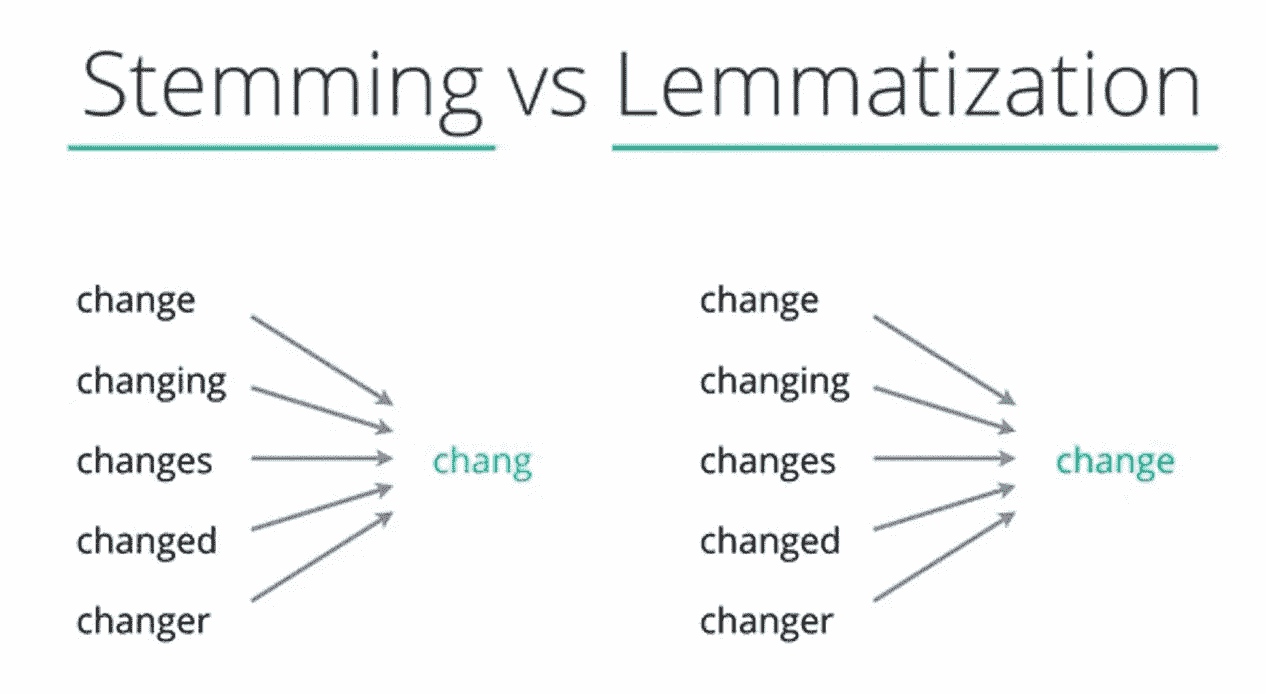 Stemming vs Lemmatization
change
changing
changes
changed
changer
chang
change
changing
changes
changed
changer
change